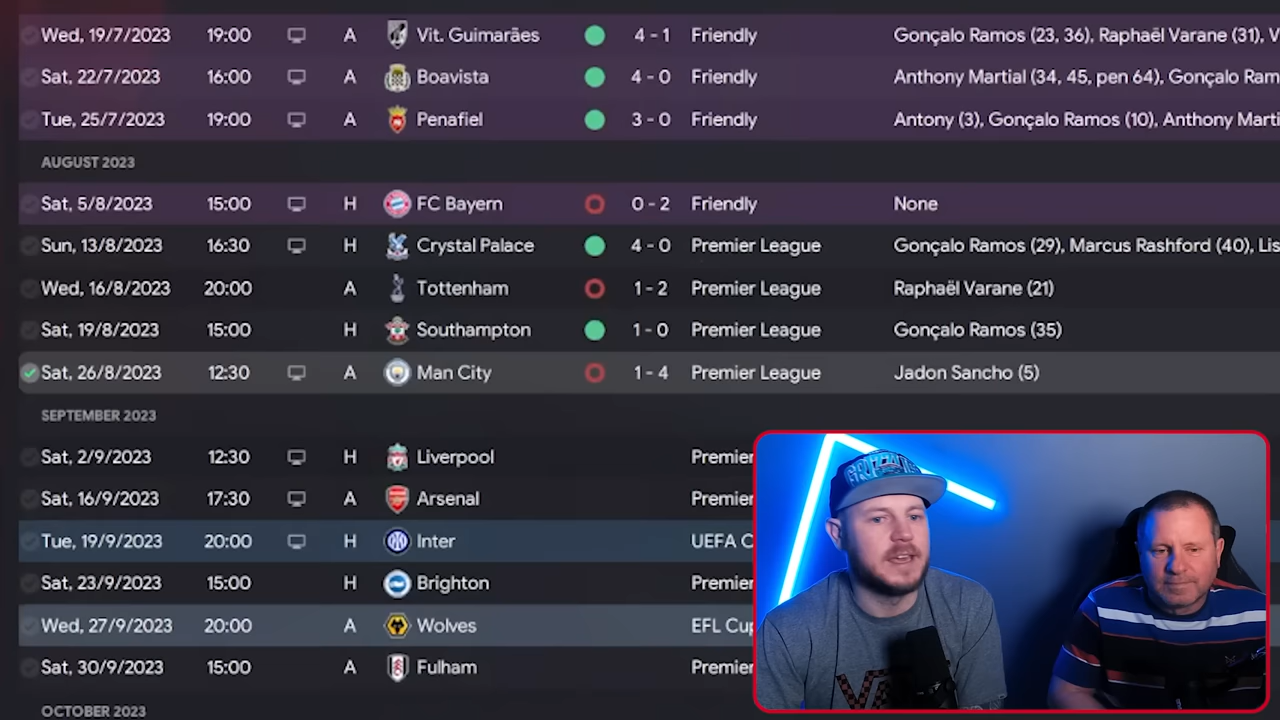 Wed, 19/7/2023 19:00 A Vit. Guimarães 4 - 1 Friendly Gonçalo Ramos (23, 36), Raphaël Varane (31), V
Sat, 22/7/2023 16:00 A Boavista 4 - 0 Friendly Anthony Martial (34, 45, pen 64), Gonçalo Ram
Tue, 25/7/2023 19:00 A Penafiel 3 - 0 Friendly Antony (3), Gonçalo Ramos (10), Anthony Marti
AUGUST 2023
Sat, 5/8/2023 15:00 H FC Bayern 0 - 2 Friendly None
Sun, 13/8/2023 16:30 H Crystal Palace 4 - 0 Premier League Gonçalo Ramos (29), Marcus Rashford (40), Lis
Wed, 16/8/2023 20:00 A Tottenham 1 - 2 Premier League Raphaël Varane (21)
Sat, 19/8/2023 15:00 H Southampton 1 - 0 Premier League Gonçalo Ramos (35)
Sat, 26/8/2023 12:30 A Man City 1 - 4 Premier League Jadon Sancho (5)
SEPTEMBER 2023
Sat, 2/9/2023 12:30 H Liverpool Premier
Sat, 16/9/2023 17:30 A Arsenal Premier
Tue, 19/9/2023 20:00 H Inter UEFA C
Sat, 23/9/2023 15:00 H Brighton Premier
Wed, 27/9/2023 20:00 A Wolves EFL Cup
Sat, 30/9/2023 15:00 A Fulham Premier
OCTOBER 2023